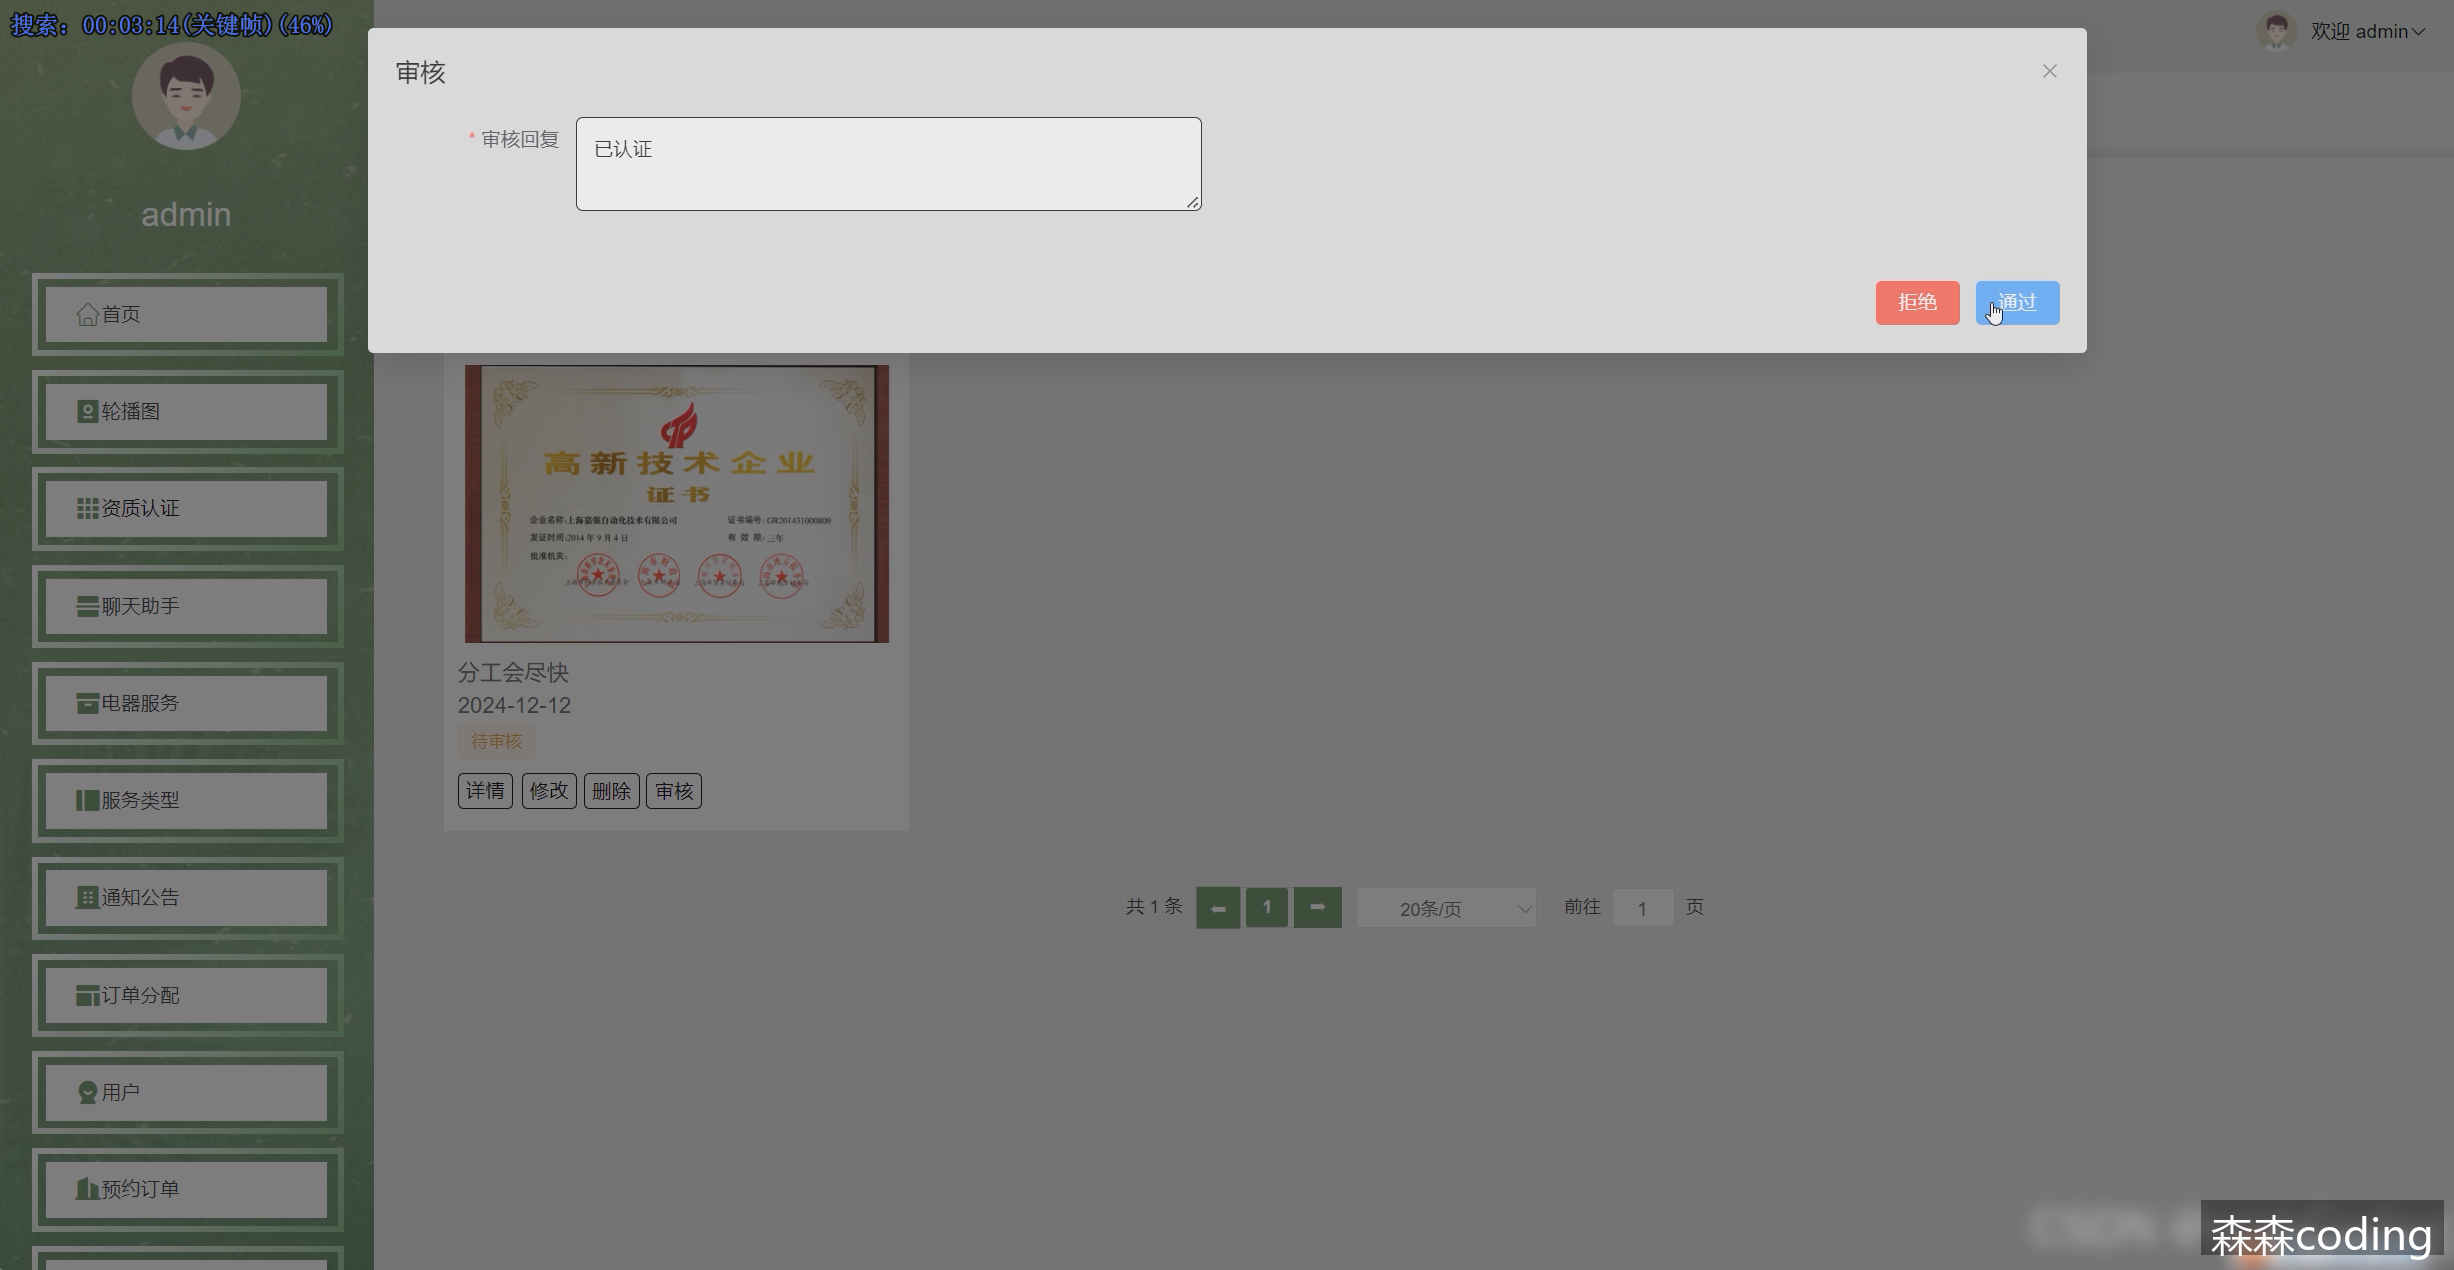 搜索: 00:03:14(关键帧)(46%)
欢迎 admin
审核
* 审核回复
已认证
拒绝
通过
admin
首页
轮播图
资质认证
聊天助手
电器服务
服务类型
通知公告
订单分配
用户
预约订单
高新技术企业
证书
企业名称:上海嘉强自动化技术有限公司
证书编号:GR201431000809
发证时间:2014 年 9 月 4 日
有 效 期:三年
批准机关:
分工会尽快
2024-12-12
待审核
详情
修改
删除
审核
共 1 条
1
20条/页
前往
1
页
森森coding